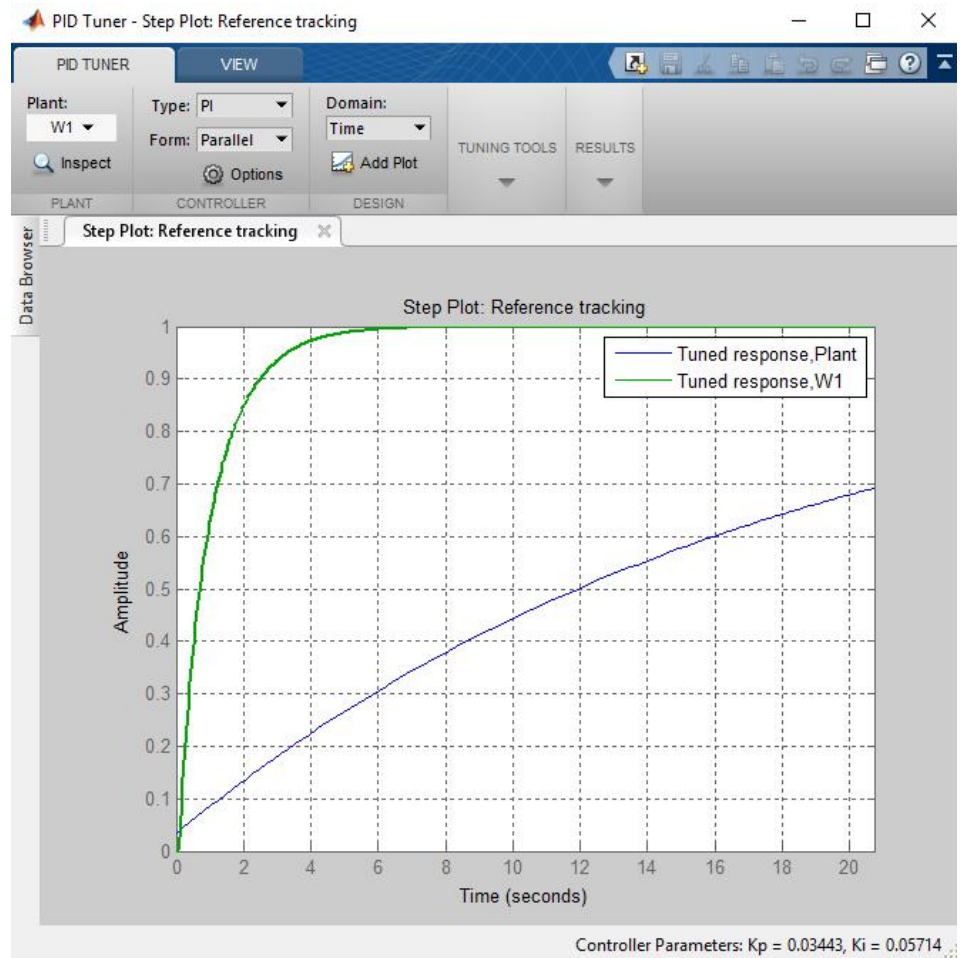 PID Tuner - Step Plot: Reference tracking
PID TUNER VIEW
Plant: Type: PI Domain:
W1 Form: Parallel Time
Inspect Options Add Plot TUNING TOOLS RESULTS
PLANT CONTROLLER DESIGN
Data Browser
Step Plot: Reference tracking
Step Plot: Reference tracking
Tuned response,Plant
Tuned response,W1
Amplitude
1
0.9
0.8
0.7
0.6
0.5
0.4
0.3
0.2
0.1
0
0 2 4 6 8 10 12 14 16 18 20
Time (seconds)
Controller Parameters: Kp = 0.03443, Ki = 0.05714